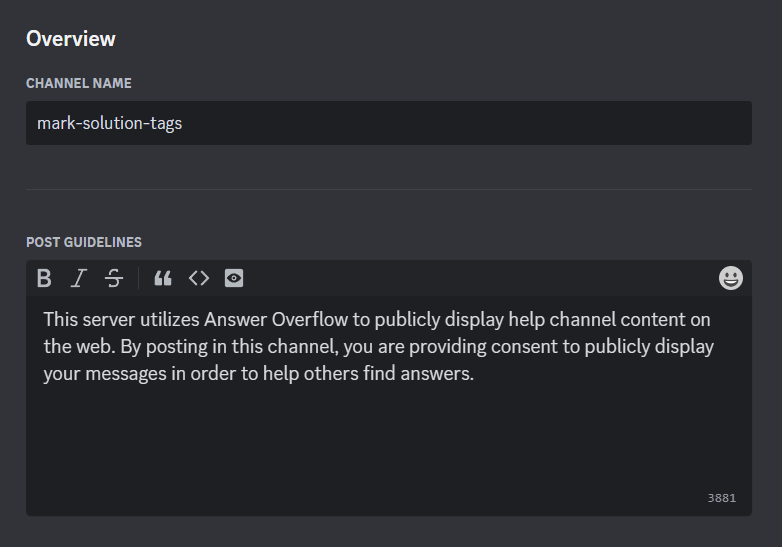 Overview
CHANNEL NAME
mark-solution-tags
POST GUIDELINES
B I S
This server utilizes Answer Overflow to publicly display help channel content on
the web. By posting in this channel, you are providing consent to publicly display
your messages in order to help others find answers.
3881